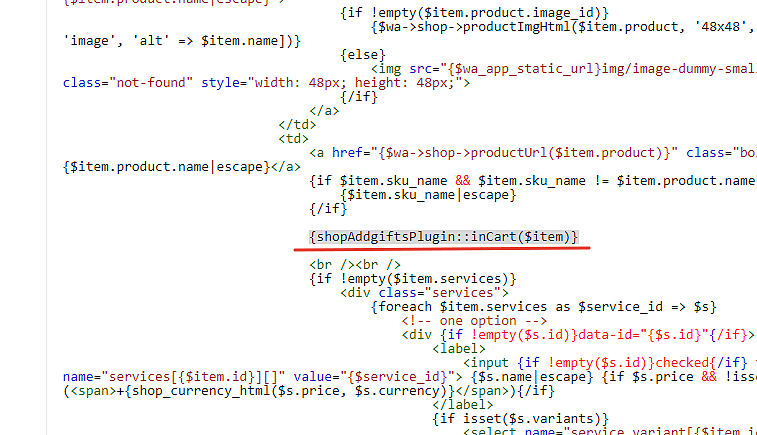 {$item.product.name|escape}">
{if !empty($item.product.image_id)}
{$wa->shop->productImgHtml($item.product, '48x48',
'image', 'alt' => $item.name])}
{else}
<img src="{$wa_app_static_url}img/image-dummy-smal
class="not-found" style="width: 48px; height: 48px;">
{/if}
</a>
</td>
<td>
<a href="{$wa->shop->productUrl($item.product)}" class="bo
{$item.product.name|escape}</a>
{if $item.sku_name && $item.sku_name != $item.product.name
{$item.sku_name|escape}
{/if}
{shopAddgiftsPlugin::inCart($item)}
<br /><br />
{if !empty($item.services)}
<div class="services">
{foreach $item.services as $service_id => $s}
<!-- one option -->
<div {if !empty($s.id)}data-id="{$s.id}"{/if}>
<label>
<input {if !empty($s.id)}checked{/if}
name="services[{$item.id}][]" value="{$service_id}"> {$s.name|escape} {if $s.price && !iss
(<span>+{shop_currency_html($s.price, $s.currency)}</span>){/if}
</label>
{if isset($s.variants)}
<select name="service_variant[{$item.id